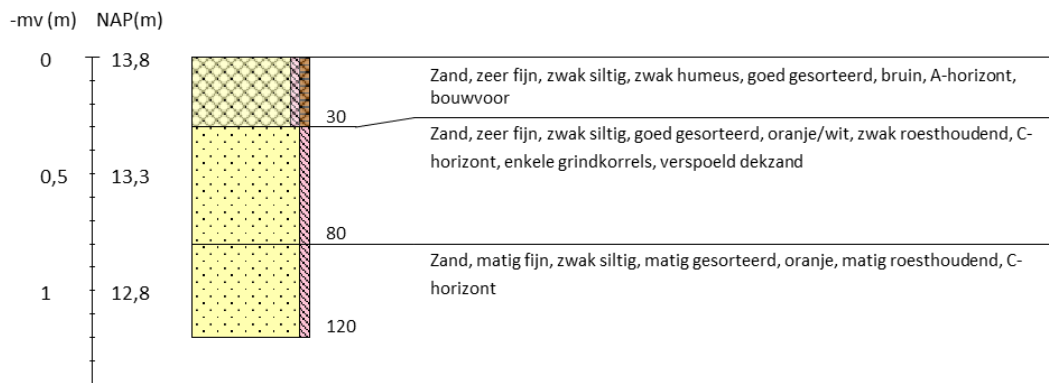 -mv (m) NAP(m)
0 13,8
Zand, zeer fijn, zwak siltig, zwak humeus, goed gesorteerd, bruin, A-horizont,
bouwvoor
30
Zand, zeer fijn, zwak siltig, goed gesorteerd, oranje/wit, zwak roesthoudend, C-
horizont, enkele grindkorrels, verspoeld dekzand
0,5 13,3
80
Zand, matig fijn, zwak siltig, matig gesorteerd, oranje, matig roesthoudend, C-
horizont
1 12,8
120